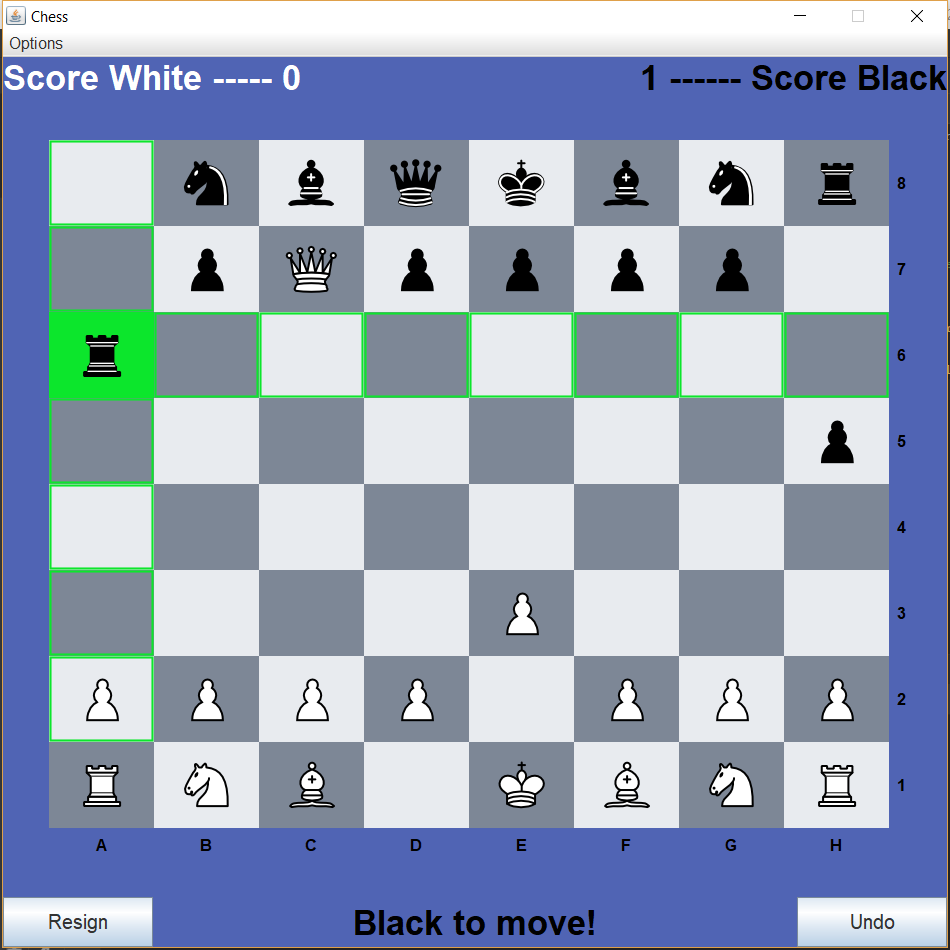 Chess
Options
Score White ----- 0
1 ------ Score Black
8
7
6
5
4
3
2
1
A B C D E F G H
Resign
Black to move!
Undo